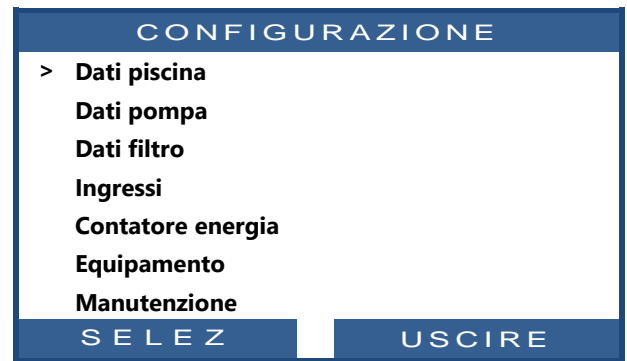 CONFIGURAZIONE
> Dati piscina
Dati pompa
Dati filtro
Ingressi
Contatore energia
Equipamento
Manutenzione
SELEZ USCIRE